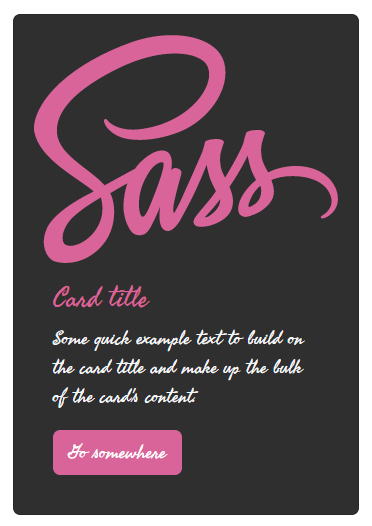 Sass
Card title
Some quick example text to build on
the card title and make up the bulk
of the card's content.
Go somewhere